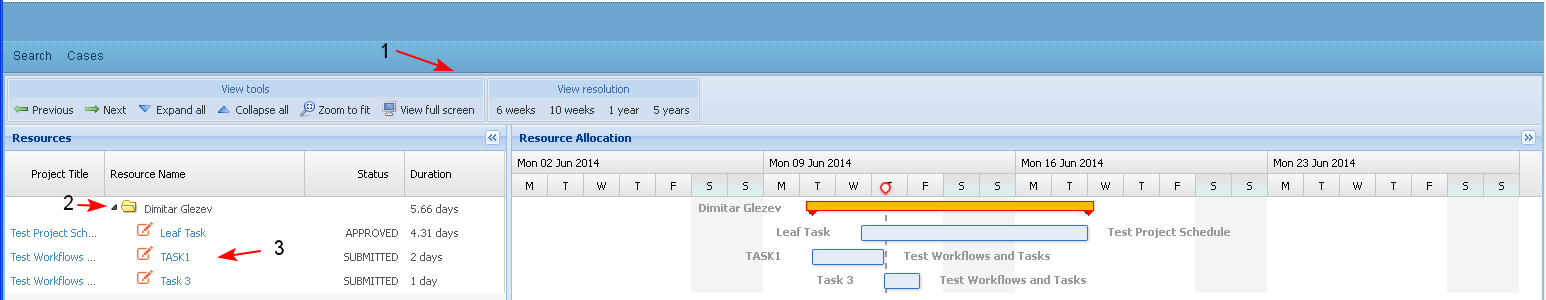 1
Search Cases
View tools View resolution
Previous Next Expand all Collapse all Zoom to fit View full screen 6 weeks 10 weeks 1 year 5 years
Resources Resource Allocation
Project Title Resource Name Status Duration
Mon 02 Jun 2014 Mon 09 Jun 2014 Mon 16 Jun 2014 Mon 23 Jun 2014
M T W T F S S M T W T F S S M T W T F S S M T W T F S S
2 Dimitar Glezev 5.66 days Dimitar Glezev
Test Project Sch... Leaf Task APPROVED 4.31 days Leaf Task Test Project Schedule
3
Test Workflows ... TASK1 SUBMITTED 2 days TASK1 Test Workflows and Tasks
Test Workflows ... Task 3 SUBMITTED 1 day Task 3 Test Workflows and Tasks